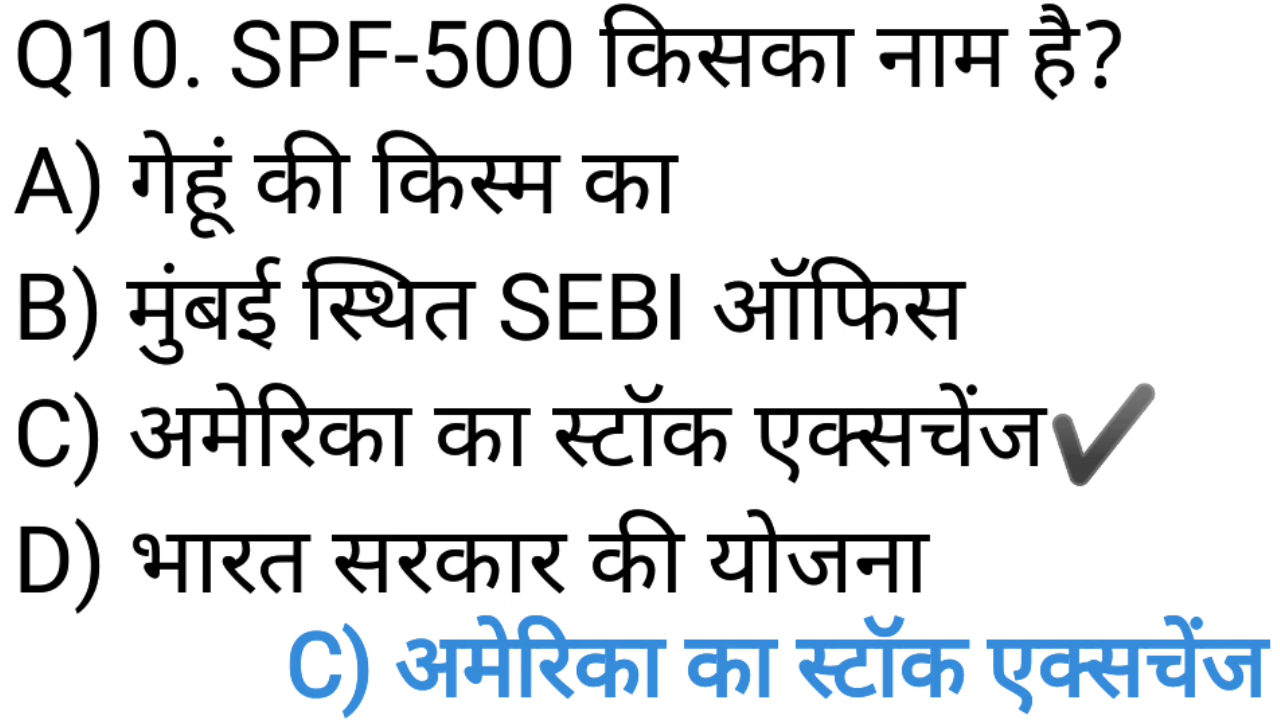 Q10. SPF-500 किसका नाम है?
A) गेहूं की किस्म का
B) मुंबई स्थित SEBI ऑफिस
C) अमेरिका का स्टॉक एक्सचेंज✔
D) भारत सरकार की योजना
C) अमेरिका का स्टॉक एक्सचेंज